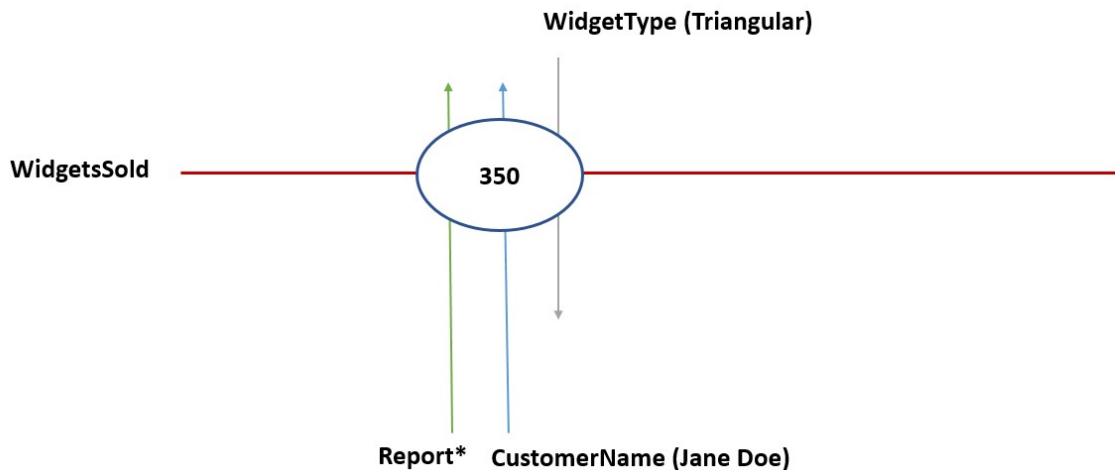 WidgetType (Triangular)
WidgetsSold
350
Report* CustomerName (Jane Doe)